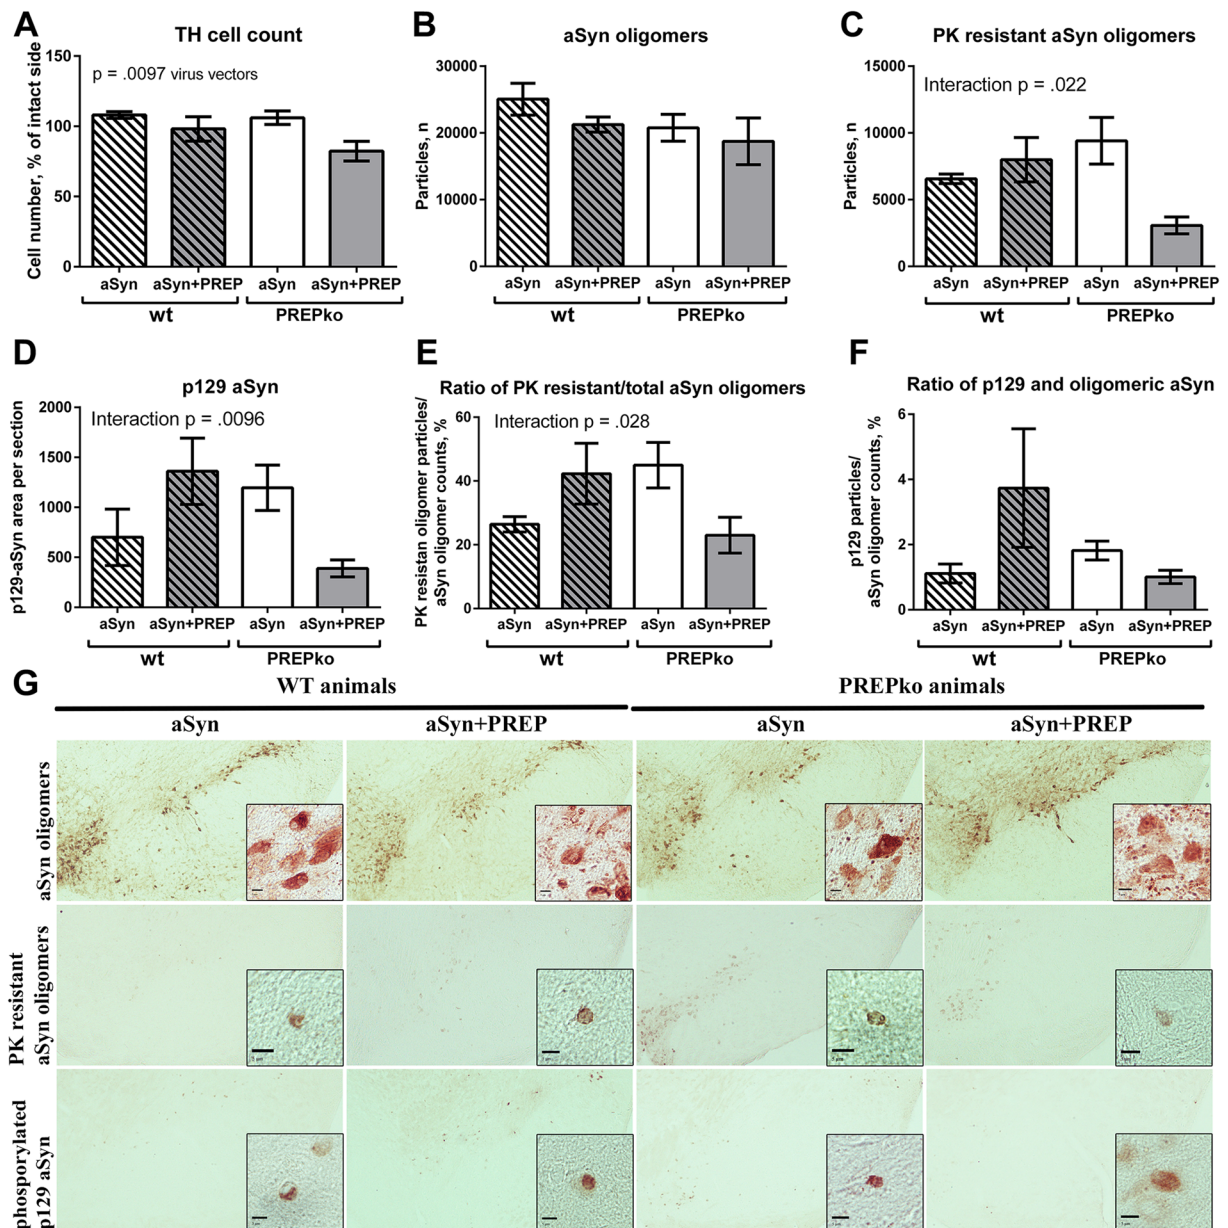 A
TH cell count
p = .0097 virus vectors
Cell number, % of intact side
150
100
50
0
aSyn aSyn+PREP aSyn aSyn+PREP
wt PREPko
B
aSyn oligomers
Particles, n
30000
20000
10000
0
aSyn aSyn+PREP aSyn aSyn+PREP
wt PREPko
C
PK resistant aSyn oligomers
Interaction p = .022
Particles, n
15000
10000
5000
0
aSyn aSyn+PREP aSyn aSyn+PREP
wt PREPko
D
p129 aSyn
Interaction p = .0096
p129-aSyn area per section
2000
1500
1000
500
0
aSyn aSyn+PREP aSyn aSyn+PREP
wt PREPko
E
Ratio of PK resistant/total aSyn oligomers
Interaction p = .028
PK resistan oligomer particles/
aSyn oligomer counts, %
60
40
20
0
aSyn aSyn+PREP aSyn aSyn+PREP
wt PREPko
F
Ratio of p129 and oligomeric aSyn
p129 particles/
aSyn oligomer counts, %
6
4
2
0
aSyn aSyn+PREP aSyn aSyn+PREP
wt PREPko
G
WT animals PREPko animals
aSyn aSyn+PREP aSyn aSyn+PREP
aSyn oligomers
PK resistant
aSyn oligomers
phosporylated
p129 aSyn